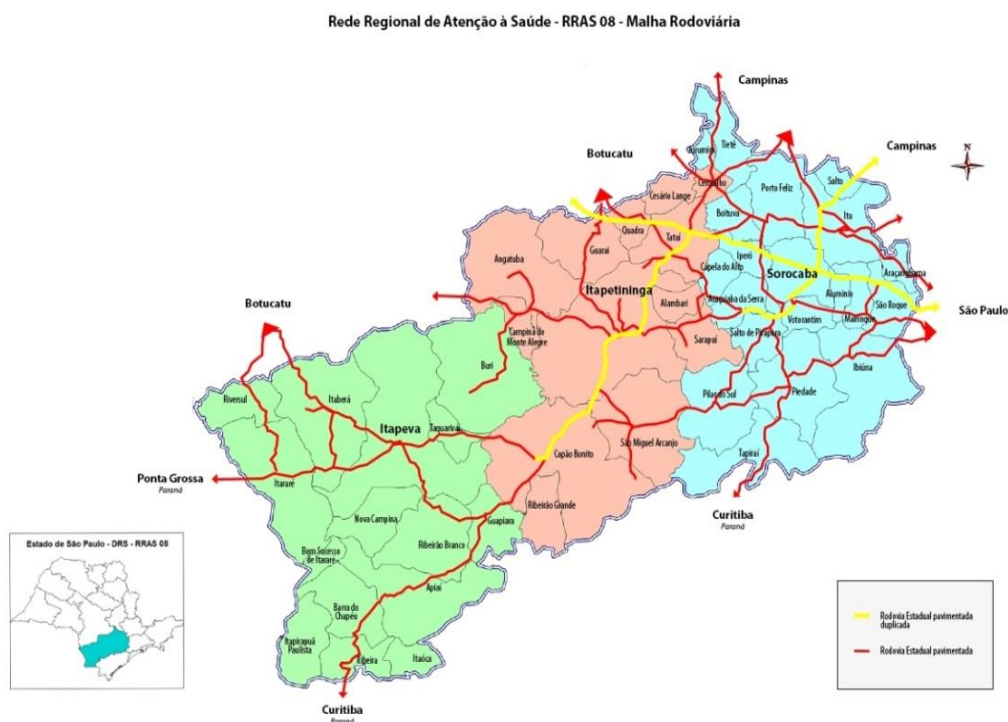 Rede Regional de Atenção à Saúde - RRAS 08 - Malha Rodoviária
Campinas
Botucatu
Campinas
N
Tietê
Jurumirim
Cerquilho
Cesário Lange
Porto Feliz
Salto
Itu
Boituva
Quadra
Tatuí
Guaraí
Angatuba
Iperó
Capela do Alto
Sorocaba
Araçariguama
Itapetininga
Alambari
Araçoiaba da Serra
Alumínio
São Roque
Mairinque
Votorantim
São Paulo
Botucatu
Campina do
Monte Alegre
Sarapuí
Salto de Pirapora
Ibiúna
Buri
Riversul
Itaberá
Pilar do Sul
Piedade
Itapeva
Taquarivaí
São Miguel Arcanjo
Capão Bonito
Tapiraí
Ponta Grossa
Paraná
Itararé
Ribeirão Grande
Curitiba
Paraná
Nova Campina
Guapiara
Ribeirão Branco
Bom Sucesso
de Itararé
Apiaí
Barra do
Chapéu
Itapirapuã
Paulista
Ribeira
Itaóca
Curitiba
Paraná
Estado de São Paulo - DRS - RRAS 08
Rodovia Estadual pavimentada
duplicada
Rodovia Estadual pavimentada